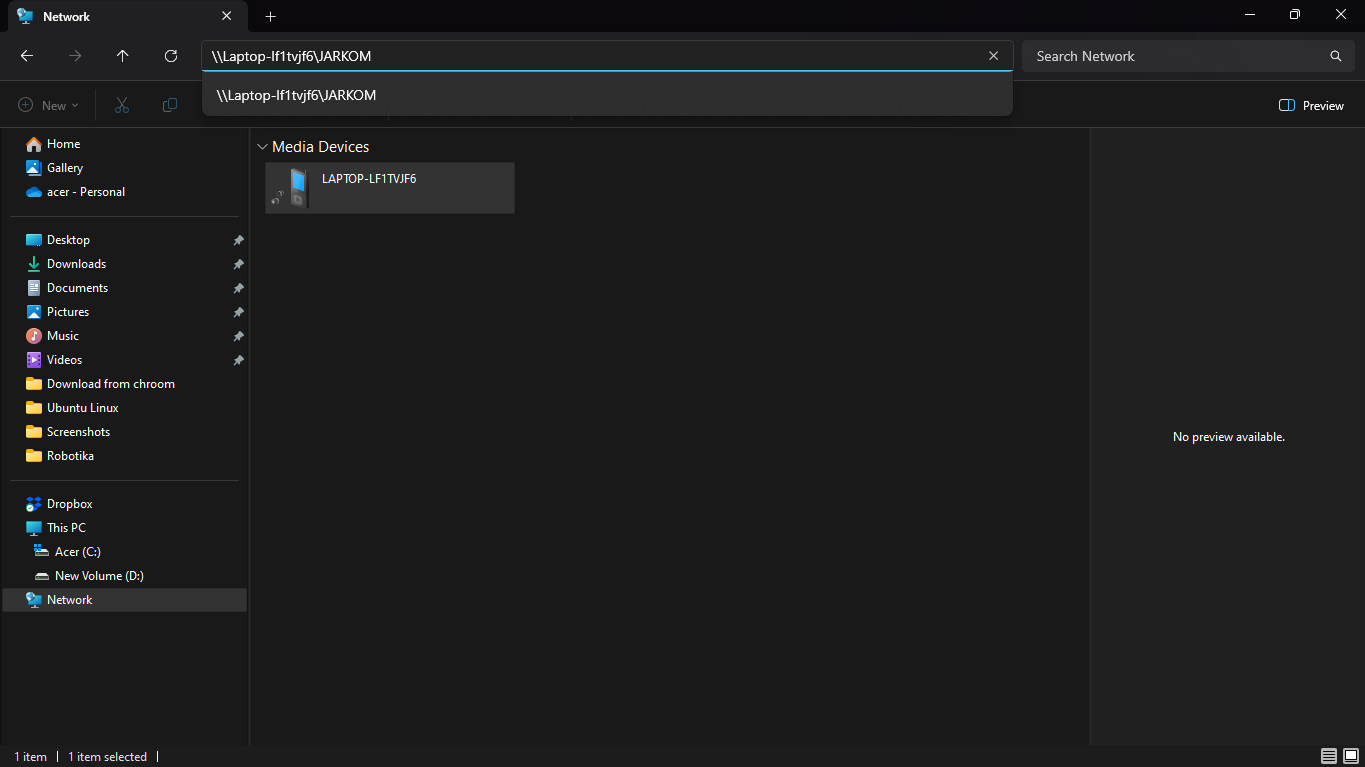 Network
\\Laptop-lf1tvjf6\JARKOM
Search Network
\\Laptop-lf1tvjf6\JARKOM
New
Preview
Home
Gallery
acer - Personal
Desktop
Downloads
Documents
Pictures
Music
Videos
Download from chroom
Ubuntu Linux
Screenshots
Robotika
Dropbox
This PC
Acer (C:)
New Volume (D:)
Network
Media Devices
LAPTOP-LF1TVJF6
No preview available.
1 item
1 item selected